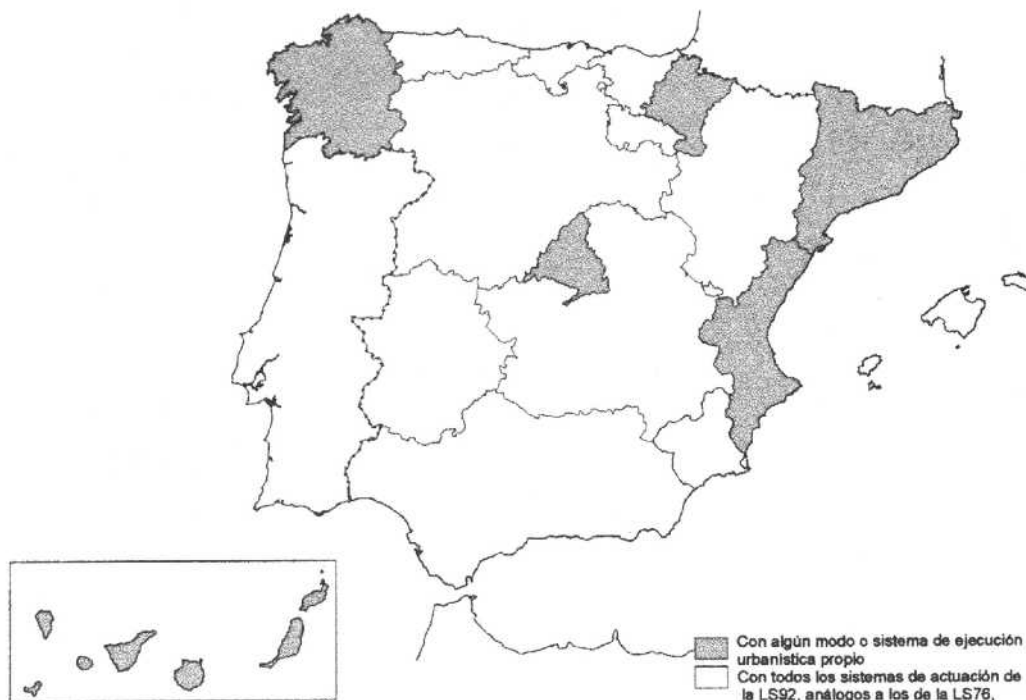 Con algún modo o sistema de ejecución
urbanística propio
Con todos los sistemas de actuación de
la LS92, análogos a los de la LS76.